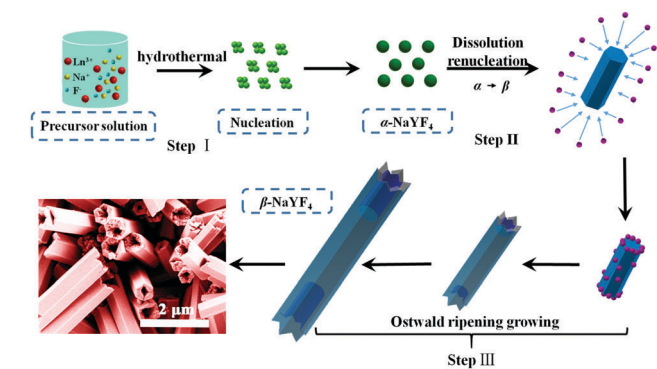 hydrothermal
Ln³⁺
Na⁺
F⁻
Precursor solution
Step Ⅰ
Nucleation
α-NaYF₄
Dissolution
renucleation
α → β
Step II
β-NaYF₄
2 μm
Ostwald ripening growing
Step Ⅲ